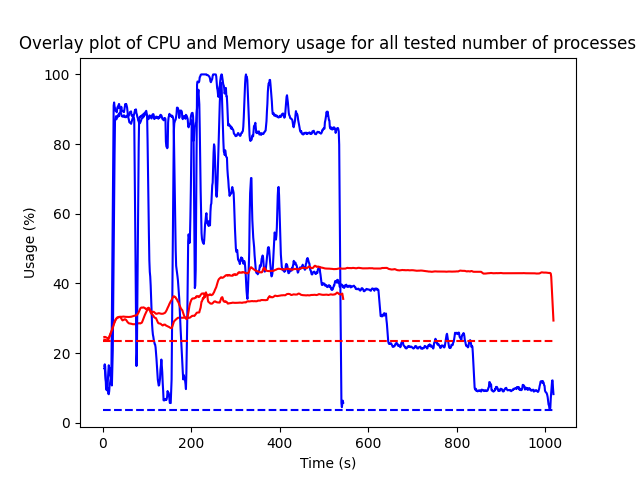 Overlay plot of CPU and Memory usage for all tested number of processes
100
80
60
40
20
0
Usage (%)
0 200 400 600 800 1000
Time (s)